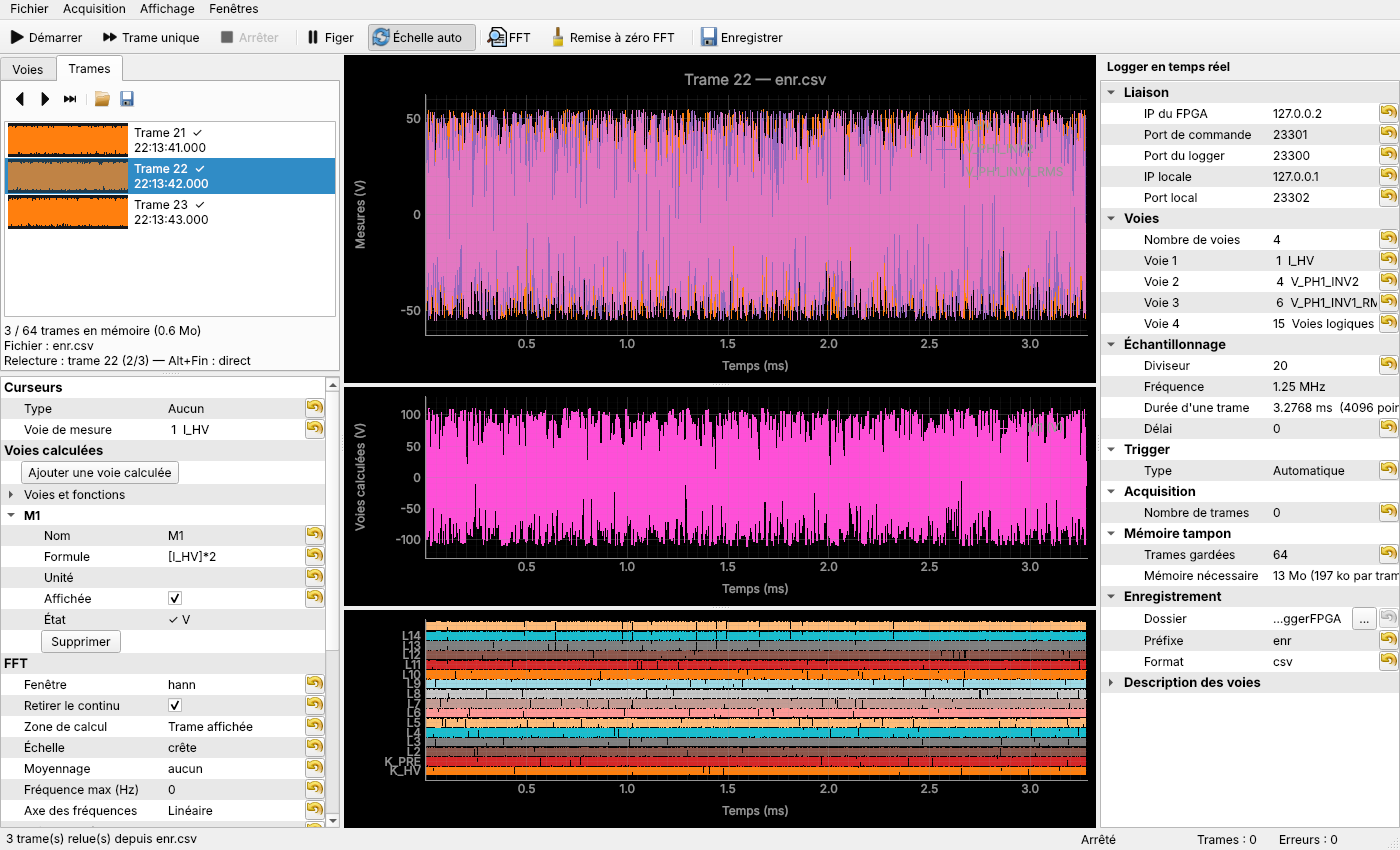 Fichier Acquisition Affichage Fenêtres
Démarrer Trame unique Arrêter Figer Échelle auto FFT Remise à zéro FFT Enregistrer
Voies Trames
Trame 21 ✓
22:13:41.000
Trame 22 ✓
22:13:42.000
Trame 23 ✓
22:13:43.000
3 / 64 trames en mémoire (0.6 Mo)
Fichier : enr.csv
Relecture : trame 22 (2/3) — Alt+Fin : direct
Curseurs
Type Aucun
Voie de mesure 1 I_HV
Voies calculées
Ajouter une voie calculée
Voies et fonctions
M1
Nom M1
Formule [I_HV]*2
Unité
Affichée ✓
État ✓ V
Supprimer
FFT
Fenêtre hann
Retirer le continu ✓
Zone de calcul Trame affichée
Échelle crête
Moyennage aucun
Fréquence max (Hz) 0
Axe des fréquences Linéaire
Trame 22 — enr.csv
Mesures (V)
50
0
−50
V_PH1_INV1_RMS
0.5 1.0 1.5 2.0 2.5 3.0
Temps (ms)
Voies calculées (V)
100
50
0
-50
-100
0.5 1.0 1.5 2.0 2.5 3.0
Temps (ms)
L14
L13
L12
L11
L10
L9
L8
L7
L6
L5
L4
L3
L2
K_PRE
K_HV
0.5 1.0 1.5 2.0 2.5 3.0
Temps (ms)
Logger en temps réel
Liaison
IP du FPGA 127.0.0.2
Port de commande 23301
Port du logger 23300
IP locale 127.0.0.1
Port local 23302
Voies
Nombre de voies 4
Voie 1 1 I_HV
Voie 2 4 V_PH1_INV2
Voie 3 6 V_PH1_INV1_RM
Voie 4 15 Voies logiques
Échantillonnage
Diviseur 20
Fréquence 1.25 MHz
Durée d'une trame 3.2768 ms (4096 poin
Délai 0
Trigger
Type Automatique
Acquisition
Nombre de trames 0
Mémoire tampon
Trames gardées 64
Mémoire nécessaire 13 Mo (197 ko par tram
Enregistrement
Dossier ...ggerFPGA ...
Préfixe enr
Format csv
Description des voies
3 trame(s) relue(s) depuis enr.csv Arrêté Trames : 0 Erreurs : 0